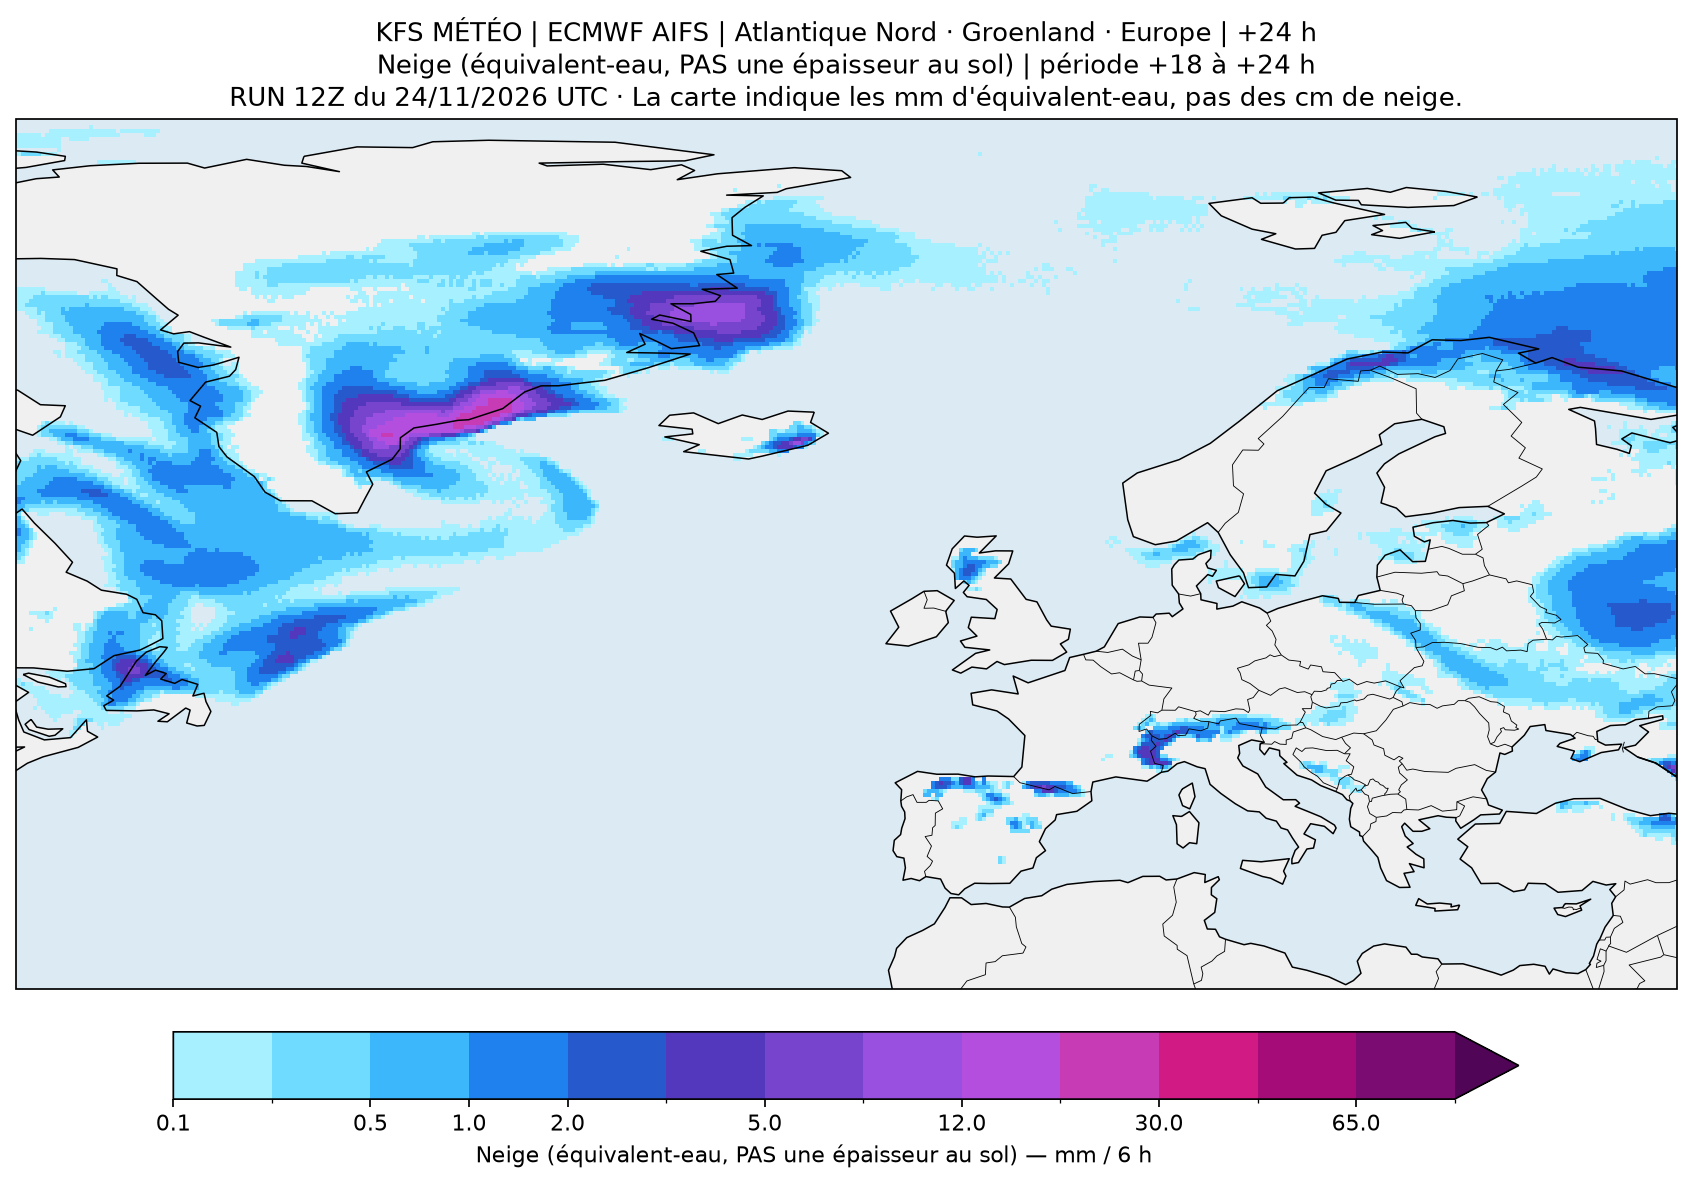 KFS MÉTÉO | ECMWF AIFS | Atlantique Nord · Groenland · Europe | +24 h
Neige (équivalent-eau, PAS une épaisseur au sol) | période +18 à +24 h
RUN 12Z du 24/11/2026 UTC · La carte indique les mm d'équivalent-eau, pas des cm de neige.
0.1 0.5 1.0 2.0 5.0 12.0 30.0 65.0
Neige (équivalent-eau, PAS une épaisseur au sol) — mm / 6 h